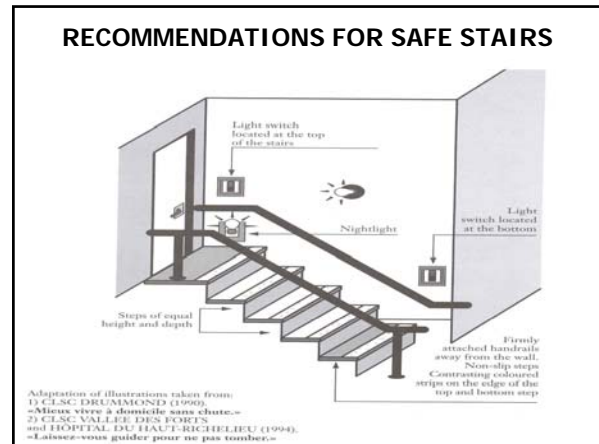 RECOMMENDATIONS FOR SAFE STAIRS
Light switch
located at the top
of the stairs
Nightlight
Light
switch located
at the bottom
Steps of equal
height and depth
Firmly
attached handrails
away from the wall.
Non-slip steps
Contrasting coloured
strips on the edge of the
top and bottom step
Adaptation of illustrations taken from:
1) CLSC DRUMMOND (1990).
«Mieux vivre à domicile sans chute.»
2) CLSC VALLEE DES FORTS
and HÔPITAL DU HAUT-RICHELIEU (1994).
«Laissez-vous guider pour ne pas tomber.»